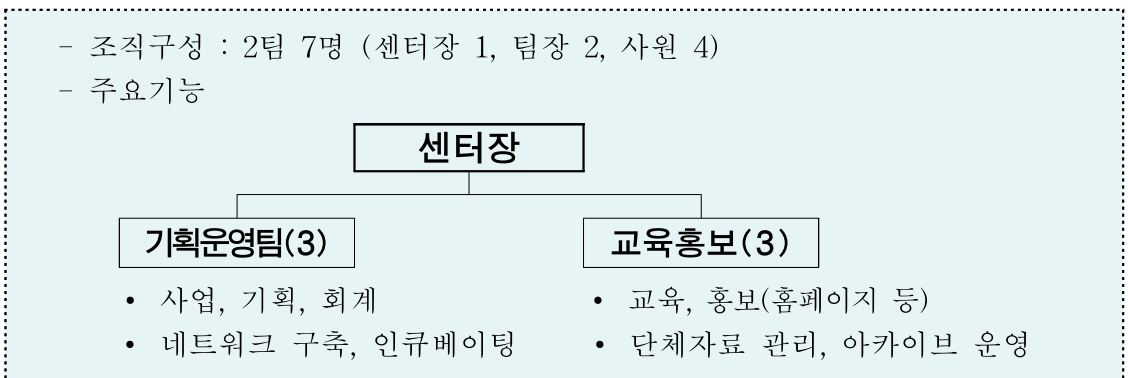 - 조직구성 : 2팀 7명 (센터장 1, 팀장 2, 사원 4)
- 주요기능
센터장
기획운영팀(3)
교육홍보(3)
• 사업, 기획, 회계
• 네트워크 구축, 인큐베이팅
• 교육, 홍보(홈페이지 등)
• 단체자료 관리, 아카이브 운영